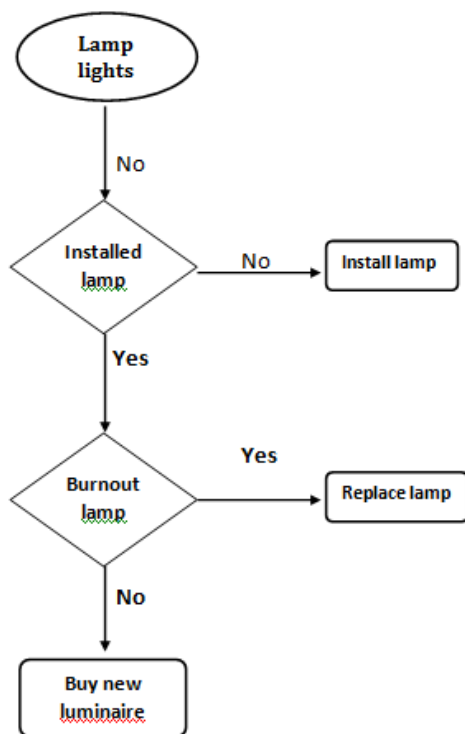 Lamp
lights
No
Installed
lamp
No
Install lamp
Yes
Burnout
lamp
Yes
Replace lamp
No
Buy new
luminaire